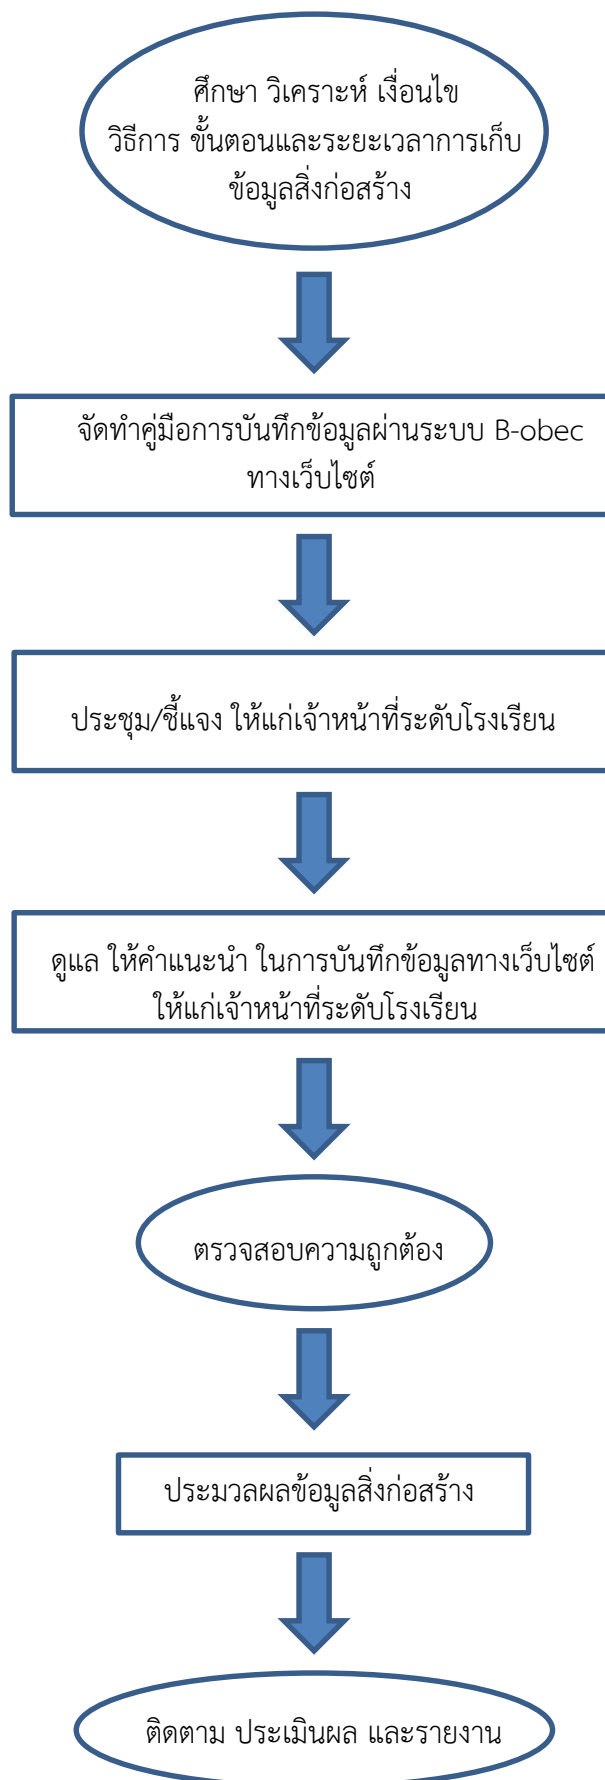 ศึกษา วิเคราะห์ เงื่อนไข
วิธีการ ขั้นตอนและระยะเวลาการเก็บ
ข้อมูลสิ่งก่อสร้าง
จัดทำคู่มือการบันทึกข้อมูลผ่านระบบ B-obec
ทางเว็บไซต์
ประชุม/ชี้แจง ให้แก่เจ้าหน้าที่ระดับโรงเรียน
ดูแล ให้คำแนะนำ ในการบันทึกข้อมูลทางเว็บไซต์
ให้แก่เจ้าหน้าที่ระดับโรงเรียน
ตรวจสอบความถูกต้อง
ประมวลผลข้อมูลสิ่งก่อสร้าง
ติดตาม ประเมินผล และรายงาน